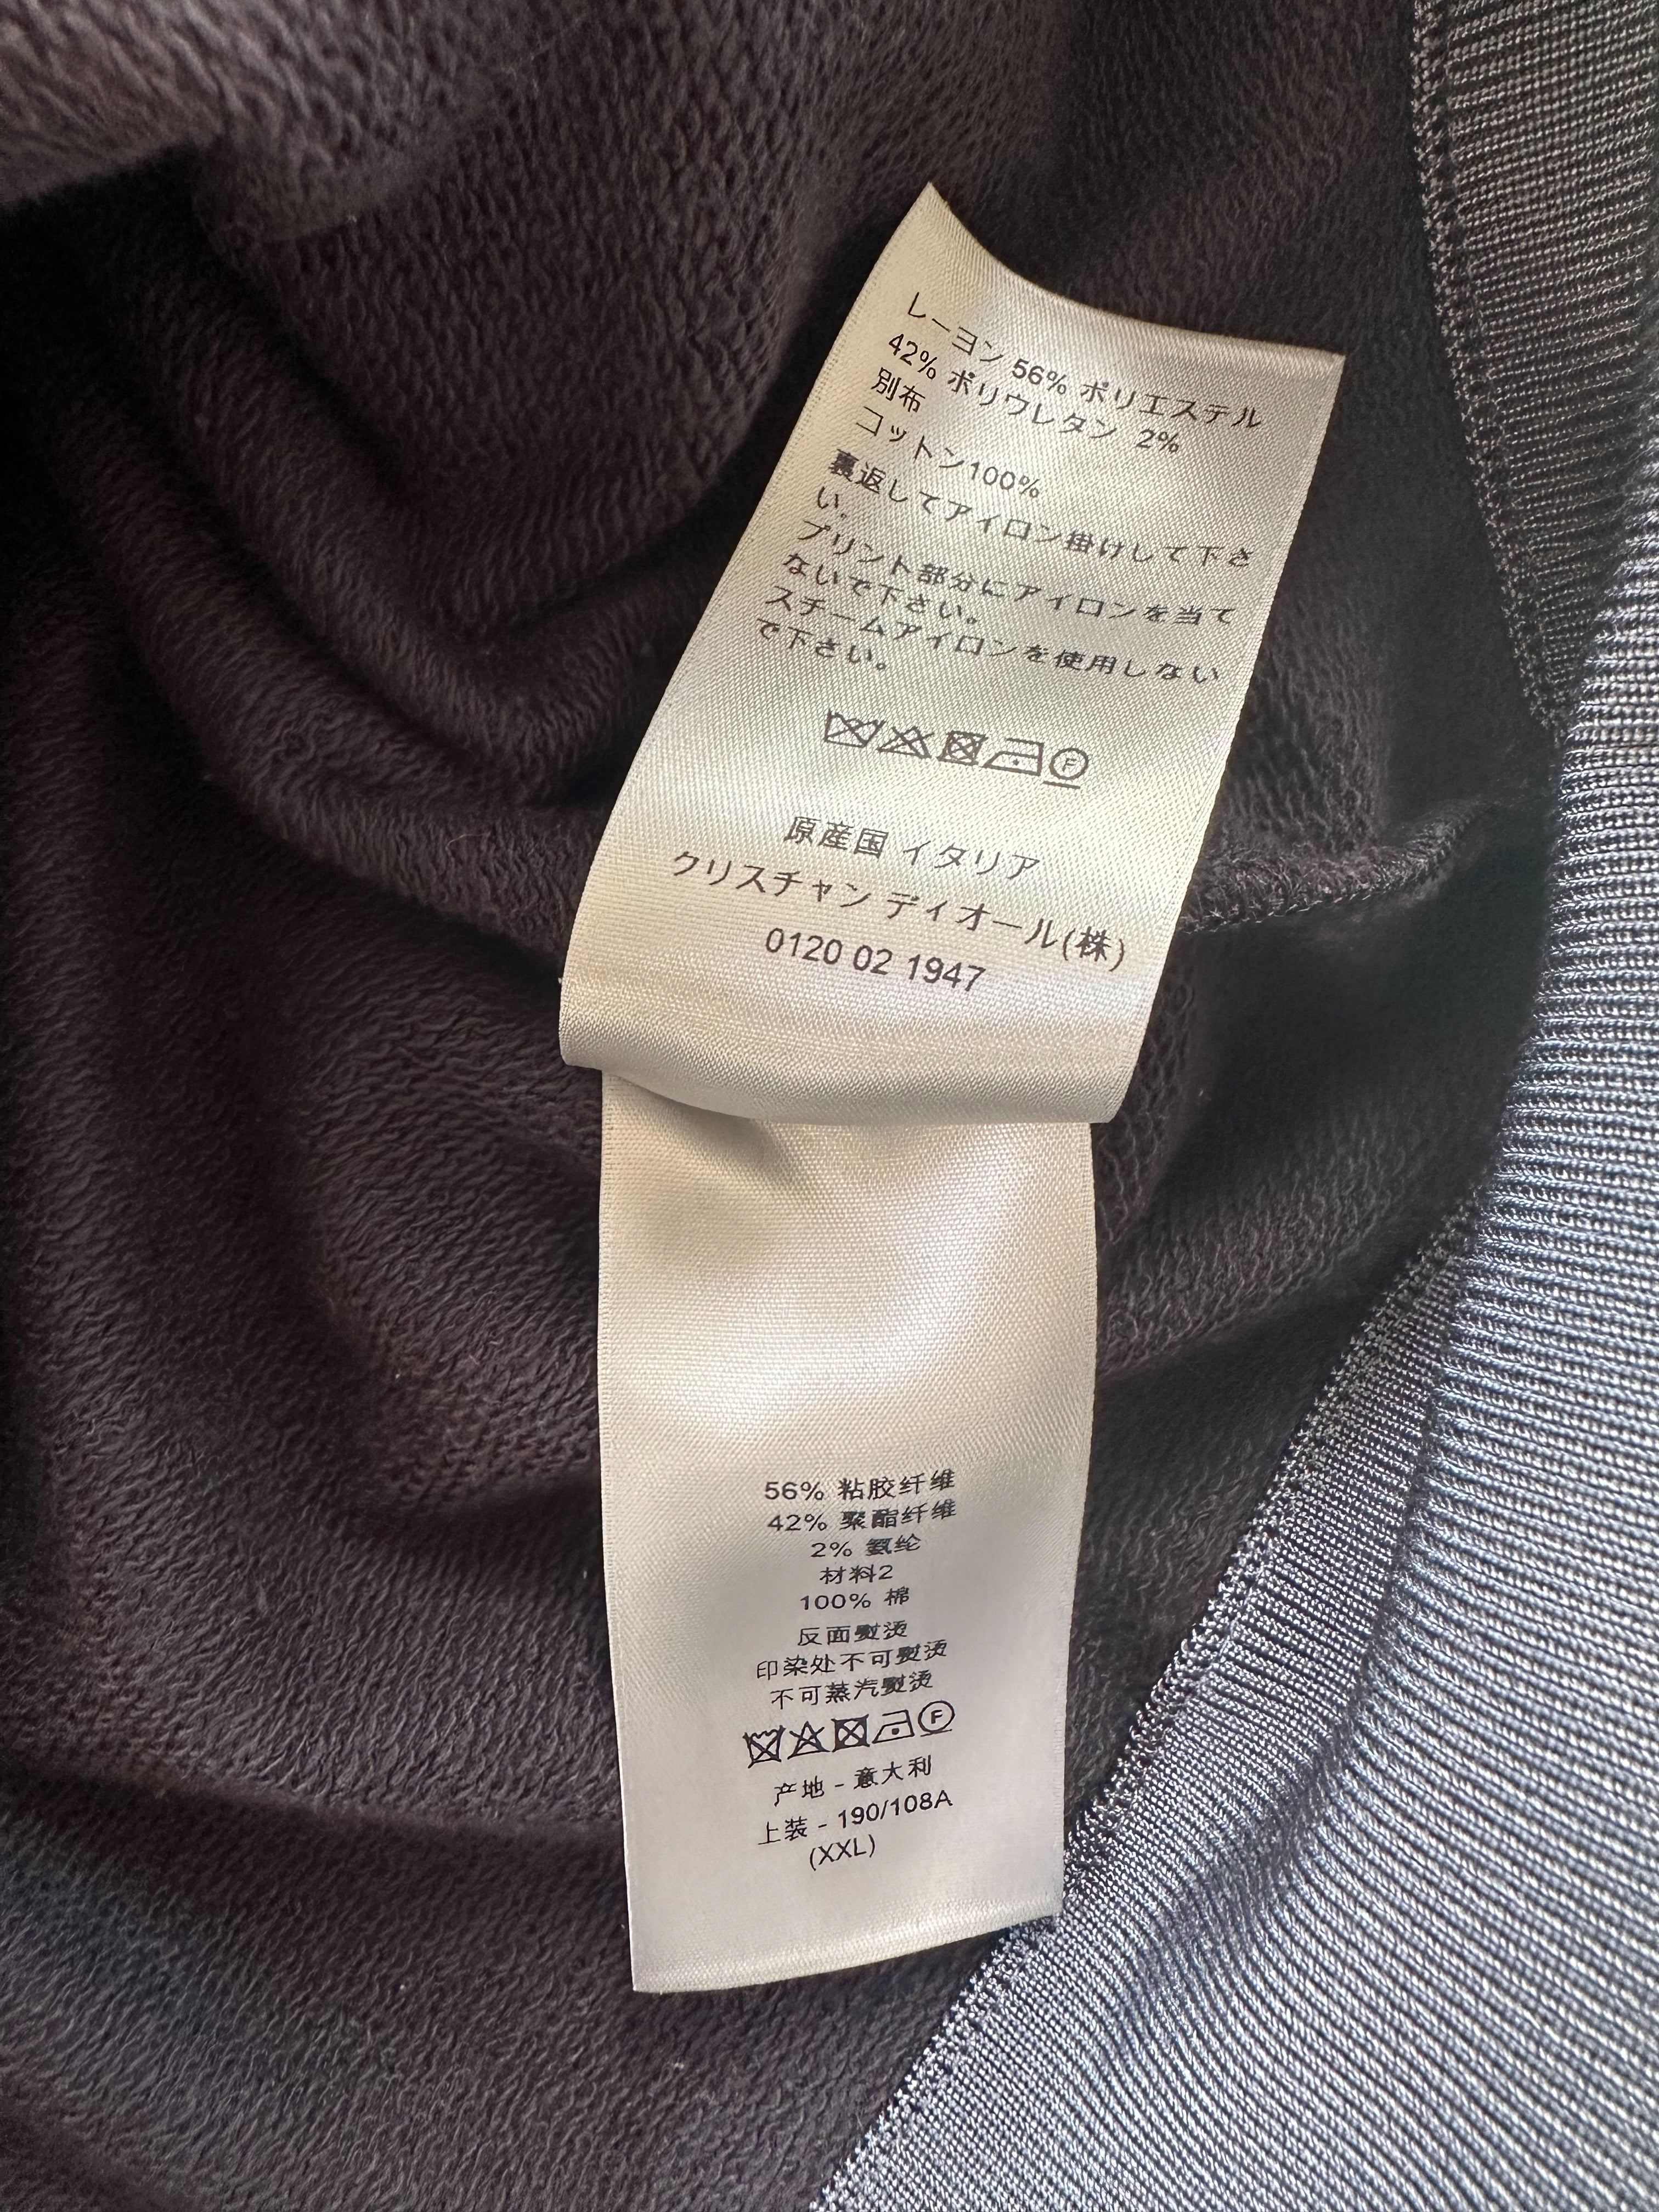 レーヨン 56% ポリエステル
42% ポリウレタン 2%
別布
コットン100%
裏返してアイロン掛けして下さ
い。
プリント部分にアイロンを当て
ないで下さい。
スチームアイロンを使用しない
で下さい。
F
原産国 イタリア
クリスチャン ディオール(株)
0120 02 1947
56% 粘胶纤维
42% 聚酯纤维
2% 氨纶
材料2
100% 棉
反面熨烫
印染处不可熨烫
不可蒸汽熨烫
F
产地 - 意大利
上装 - 190/108A
(XXL)